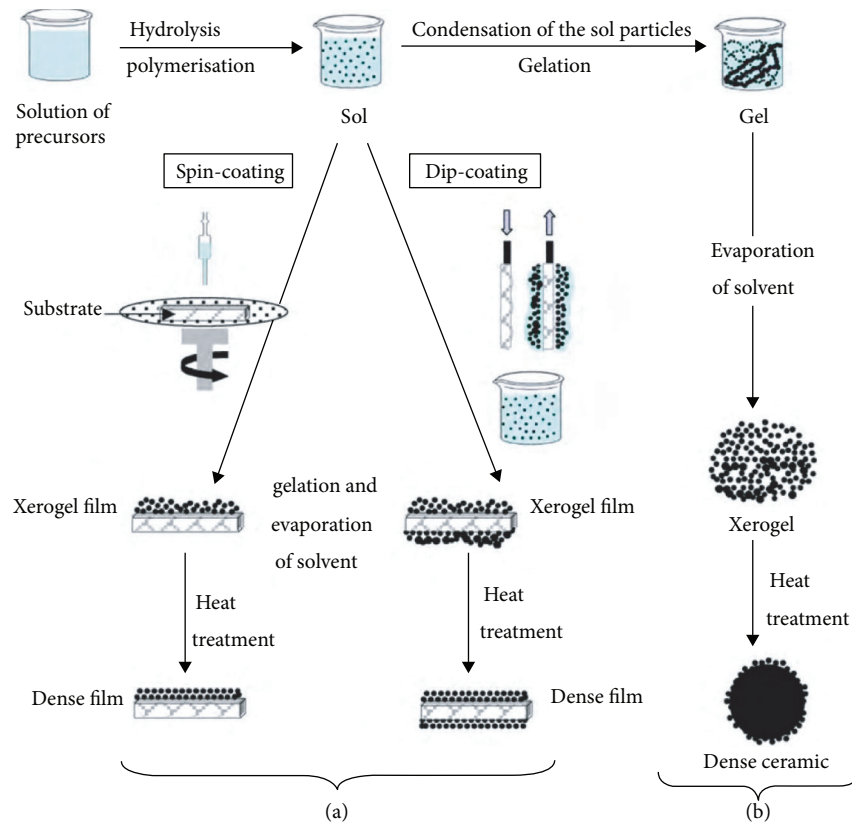 Hydrolysis
polymerisation
Condensation of the sol particles
Gelation
Solution of
precursors
Sol
Gel
Spin-coating
Dip-coating
Evaporation
of solvent
Substrate
Xerogel film
gelation and
evaporation
of solvent
Xerogel film
Xerogel
Heat
treatment
Heat
treatment
Heat
treatment
Dense film
Dense film
Dense ceramic
(a)
(b)